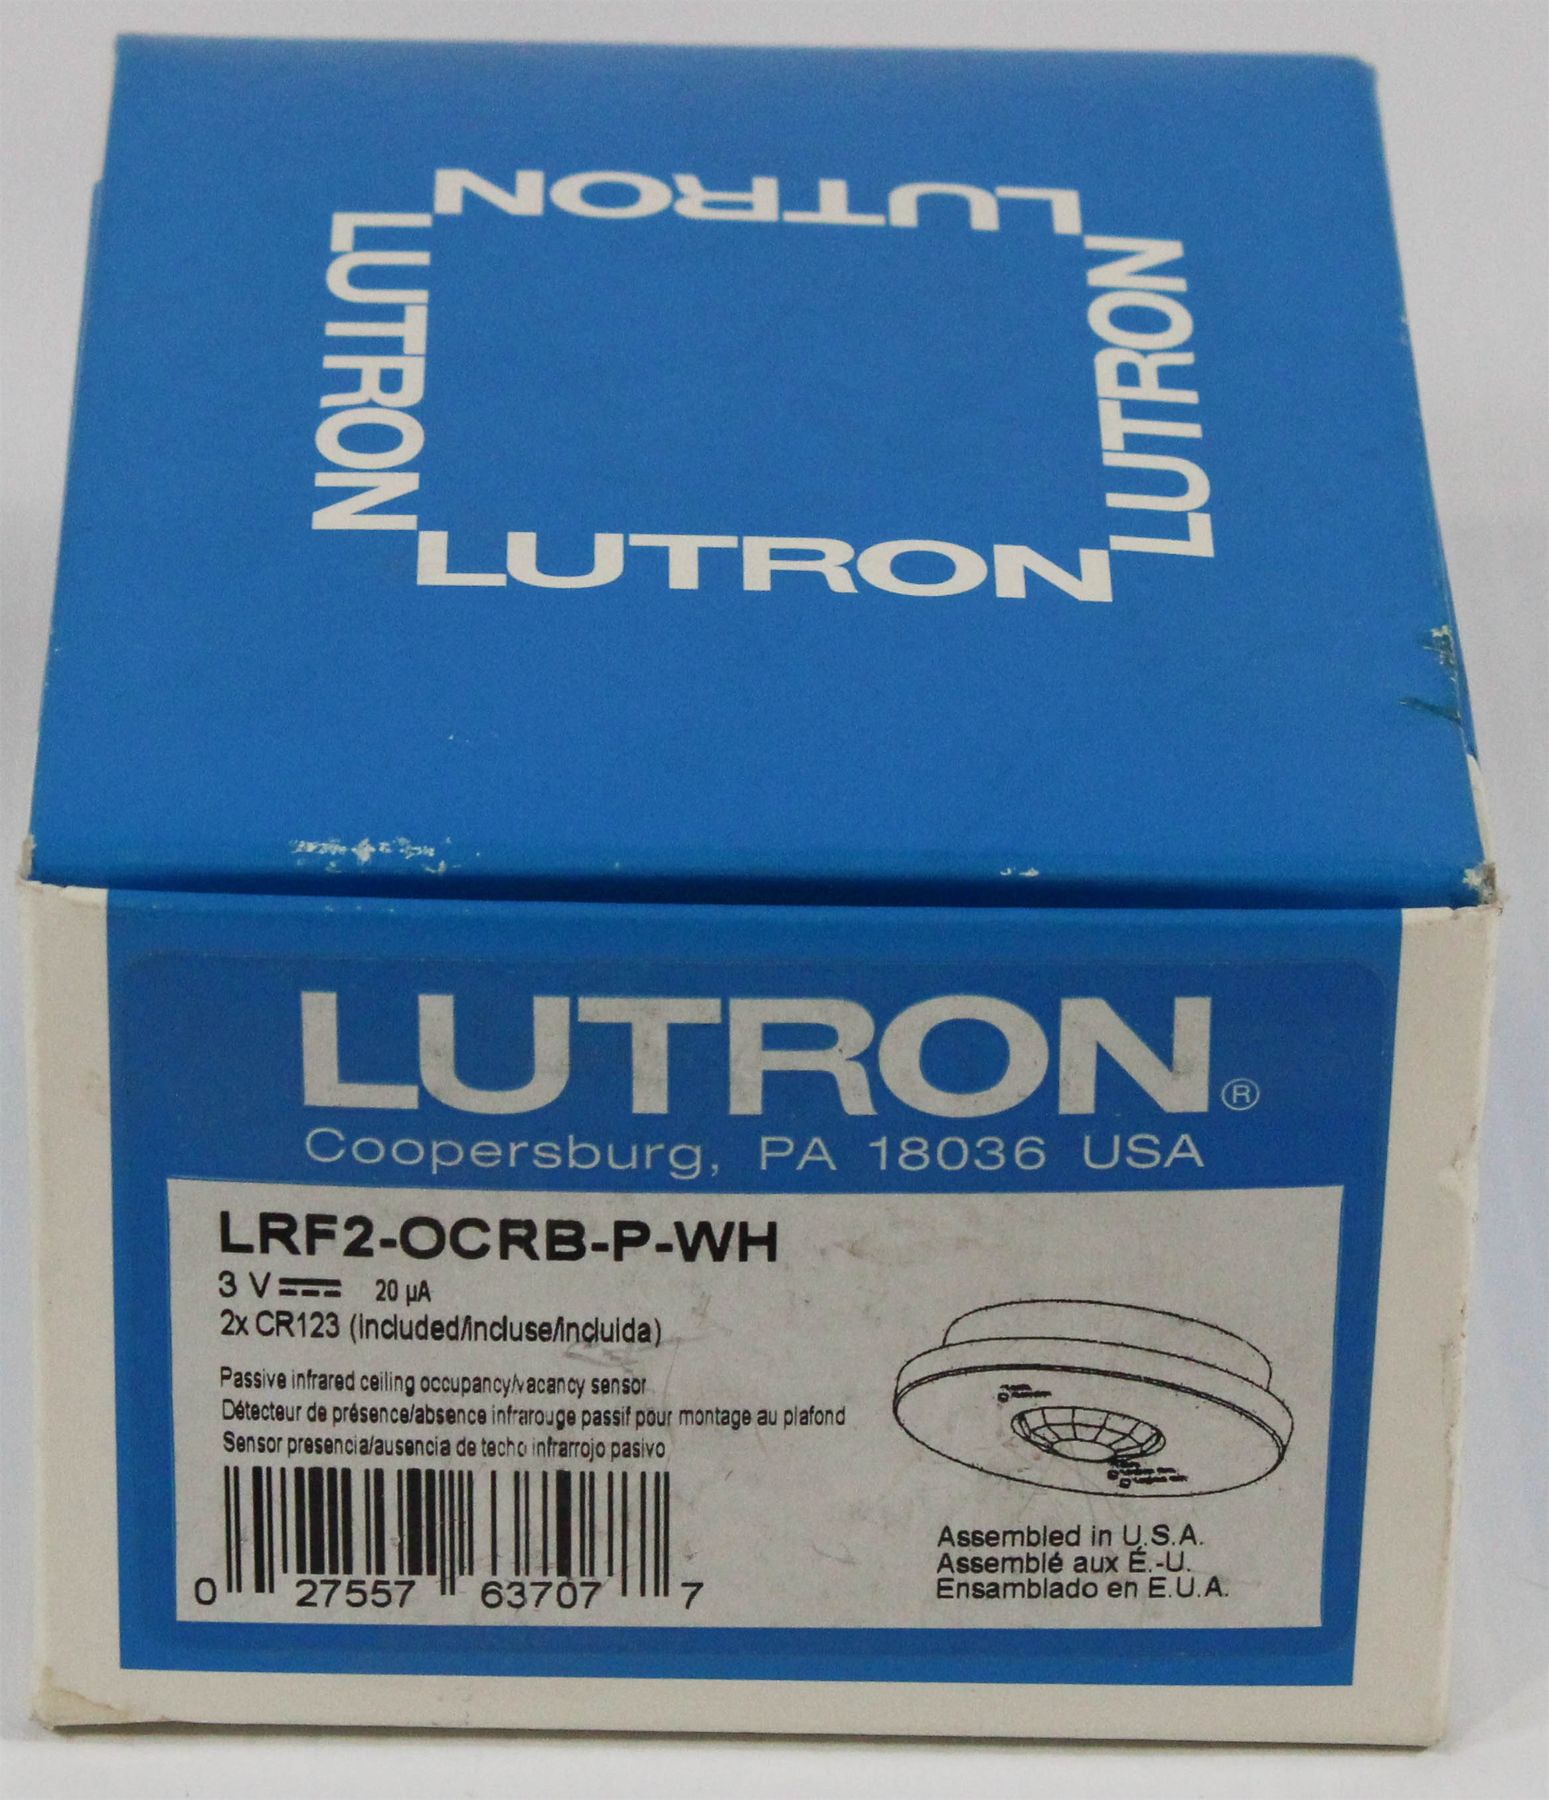 LUTRON
LUTRON
LUTRON
LUTRON
LUTRON®
Coopersburg, PA 18036 USA
LRF2-OCRB-P-WH
3 V 20 µA
2x CR123 (included/incluse/incluida)
Passive infrared ceiling occupancy/vacancy sensor
Détecteur de présence/absence infrarouge passif pour montage au plafond
Sensor presencia/ausencia de techo infrarrojo pasivo
0 27557 63707 7
Assembled in U.S.A.
Assemblé aux É.-U.
Ensamblado en E.U.A.